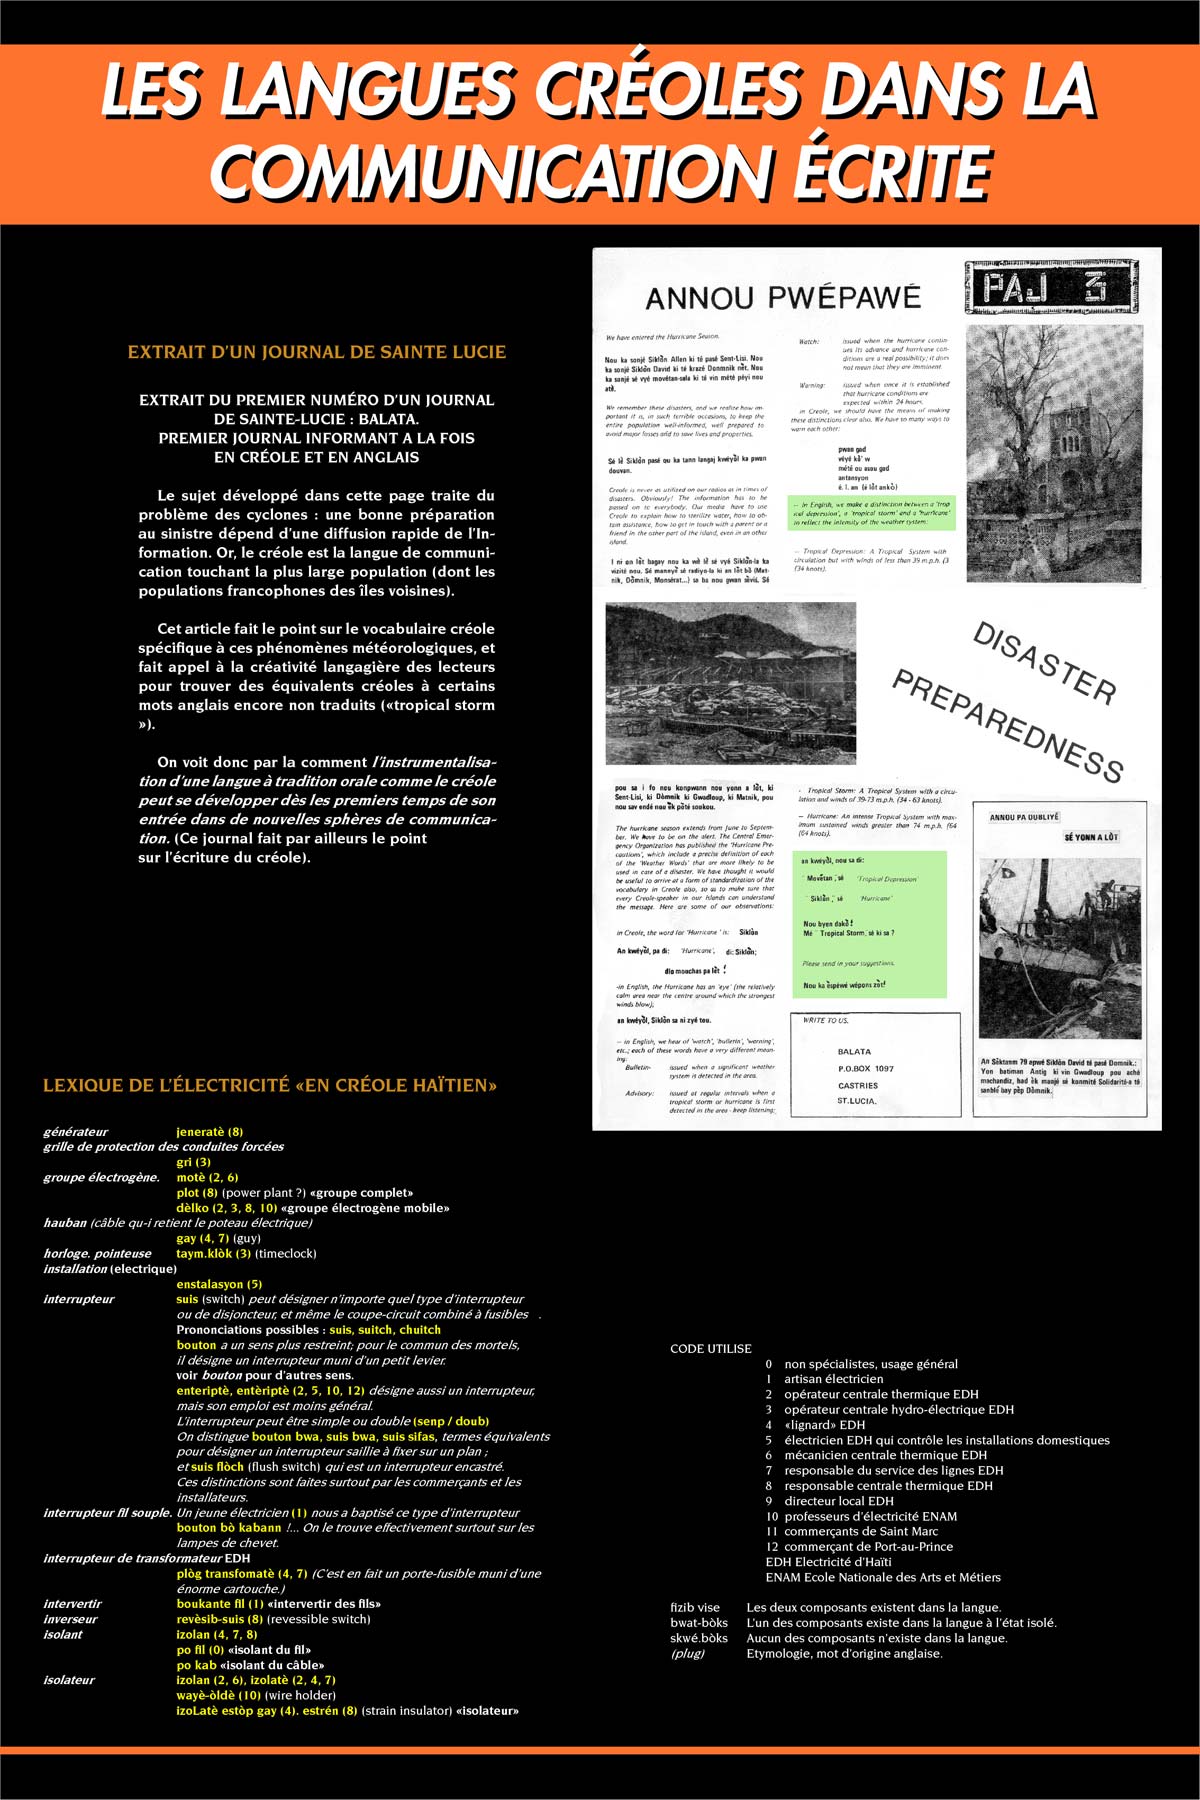 LES LANGUES CRÉOLES DANS LA
COMMUNICATION ÉCRITE
EXTRAIT D'UN JOURNAL DE SAINTE LUCIE
EXTRAIT DU PREMIER NUMÉRO D'UN JOURNAL
DE SAINTE-LUCIE : BALATA.
PREMIER JOURNAL INFORMANT A LA FOIS
EN CRÉOLE ET EN ANGLAIS
Le sujet développé dans cette page traite du
problème des cyclones : une bonne préparation
au sinistre dépend d'une diffusion rapide de l'In-
formation. Or, le créole est la langue de communi-
cation touchant la plus large population (dont les
populations francophones des îles voisines).
Cet article fait le point sur le vocabulaire créole
spécifique à ces phénomènes météorologiques, et
fait appel à la créativité langagière des lecteurs
pour trouver des équivalents créoles à certains
mots anglais encore non traduits («tropical storm
»).
On voit donc par la comment l'instrumentalisa-
tion d'une langue à tradition orale comme le créole
peut se développer dès les premiers temps de son
entrée dans de nouvelles sphères de communica-
tion. (Ce journal fait par ailleurs le point
sur l'écriture du créole).
ANNOU PWÉPAWÉ
PAJ 3
We have entered the Hurricane Season.
Nou ka sonjé Siklòn Allen ki té pasé Sent-Lisi. Nou
ka sonjé Siklòn David ki té krazé Donmnik nèt. Nou
ka sonjé sé vyé movétan-sala ki té vin mété péyi nou
atè.
We remember these disasters, and we realize how im-
portant it is, in such terrible occasions, to keep the
entire population well-informed, well prepared to
avoid major losses and to save lives and properties.
Sé lè Siklòn pasé ou ka tann langaj kwéyòl ka pwan
douvan.
Creole is never as utilized on our radios as in times of
disasters. Obviously! The information has to be
passed on to everybody. Our media have to use
Creole to explain how to sterilize water, how to ob-
tain assistance, how to get in touch with a parent or a
friend in the other part of the island, even in an other
island.
I ni on lòt bagay nou ka wè lè sé vyé Siklòn-la ka
vizité nou. Sé mannyè sé radiyo-la ki an lòt bò (Mat-
nik, Dòmnik, Monsérat...) sa ba nou gwan sèvis. Sé
Watch: issued when the hurricane contin-
ues its advance and hurricane con-
ditions are a real possibility; it does
not mean that they are imminent.
Warning: issued when once it is established
that hurricane conditions are
expected within 24 hours.
in Creole, we should have the means of making
these distinctions clear also. We have so many ways to
warn each other:
pwan gad
véyé kò' w
mété ou asou gad
antansyon
é. l. an (é lòt ankò)
— in English, we make a distinction between a 'trop
ical depression', a 'tropical storm' and a 'hurricane'
to reflect the intensity of the weather system:
— Tropical Depression: A Tropical System with
circulation but with winds of less than 39 m.p.h. (3
(34 knots).
DISASTER
PREPAREDNESS
pou sa i fo nou konpwann nou yonn a lòt, ki
Sent-Lisi, ki Dòmnik ki Gwadloup, ki Matnik, pou
nou sav endé nou èk pòté soukou.
The hurricane season extends from June to Septem-
ber. We have to be on the alert. The Central Emer-
gency Organization has published the 'Hurricane Pre-
cautions', which include a precise definition of each
of the 'Weather Words' that are more likely to be
used in case of a disaster. We have thought it would
be useful to arrive at a form of standardization of the
vocabulary in Creole also, so as to make sure that
every Creole-speaker in our Islands can understand
the message. Here are some of our observations:
in Creole, the word for 'Hurricane ' is: Siklòn
An kwéyòl, pa di: 'Hurricane', di: Siklòn;
dlo mouchas pa lèt !
-in English, the Hurricane has an 'eye' (the relatively
calm area near the centre around which the strongest
winds blow),
an kwéyòl, Siklòn sa ni zyé tou.
— in English, we hear of 'watch', 'bulletin', 'warning',
etc.; each of these words have a very different mean-
ing:
Bulletin- issued when a significant weather
system is detected in the area.
Advisory: issued at regular intervals when a
tropical storm or hurricane is first
detected in the area - keep listening;
- Tropical Storm: A Tropical System with a circu-
lation and winds of 39-73 m.p.h. (34 - 63 knots).
— Hurricane: An intense Tropical System with max-
imum sustained winds greater than 74 m.p.h. (64
(64 knots).
an kwéyòl, nou sa di:
" Movètan ,' sé 'Tropical Depression'
" Siklòn ,' sé 'Hurricane'
Nou byen dakò !
Mé " Tropical Storm,' sé ki sa ?
Please send in your suggestions.
Nou ka èspéwé wépons zòt!
WRITE TO US.
BALATA
P.O.BOX 1097
CASTRIES
ST.LUCIA.
ANNOU PA OUBLIYÉ
SÉ YONN A LÒT
An Sèktanm 79 apwé Siklòn David té pasé Domnik.:
Yon batiman Antig ki vin Gwadloup pou aché
machandiz, had èk manjé sé konmité Solidarité-a té
sanblé bay pèp Dòmnik.
LEXIQUE DE L'ÉLECTRICITÉ «EN CRÉOLE HAÏTIEN»
générateur jeneratè (8)
grille de protection des conduites forcées
gri (3)
groupe électrogène. motè (2, 6)
plot (8) (power plant ?) «groupe complet»
dèlko (2, 3, 8, 10) «groupe électrogène mobile»
hauban (câble qu-i retient le poteau électrique)
gay (4, 7) (guy)
horloge. pointeuse taym.klòk (3) (timeclock)
installation (electrique)
enstalasyon (5)
interrupteur suis (switch) peut désigner n'importe quel type d'interrupteur
ou de disjoncteur, et même le coupe-circuit combiné à fusibles .
Prononciations possibles : suis, suitch, chuitch
bouton a un sens plus restreint; pour le commun des mortels,
il désigne un interrupteur muni d'un petit levier.
voir bouton pour d'autres sens.
enteriptè, entèriptè (2, 5, 10, 12) désigne aussi un interrupteur,
mais son emploi est moins général.
L'interrupteur peut être simple ou double (senp / doub)
On distingue bouton bwa, suis bwa, suis sifas, termes équivalents
pour désigner un interrupteur saillie à fixer sur un plan ;
et suis flòch (flush switch) qui est un interrupteur encastré.
Ces distinctions sont faites surtout par les commerçants et les
installateurs.
interrupteur fil souple. Un jeune électricien (1) nous a baptisé ce type d'interrupteur
bouton bò kabann !... On le trouve effectivement surtout sur les
lampes de chevet.
interrupteur de transformateur EDH
plòg transfomatè (4, 7) (C'est en fait un porte-fusible muni d'une
énorme cartouche.)
intervertir boukante fil (1) «intervertir des fils»
inverseur revèsib-suis (8) (revessible switch)
isolant izolan (4, 7, 8)
po fil (0) «isolant du fil»
po kab «isolant du câble»
isolateur izolan (2, 6), izolatè (2, 4, 7)
wayè-òldè (10) (wire holder)
izoLatè estòp gay (4). estrén (8) (strain insulator) «isolateur»
CODE UTILISE
0 non spécialistes, usage général
1 artisan électricien
2 opérateur centrale thermique EDH
3 opérateur centrale hydro-électrique EDH
4 «lignard» EDH
5 électricien EDH qui contrôle les installations domestiques
6 mécanicien centrale thermique EDH
7 responsable du service des lignes EDH
8 responsable centrale thermique EDH
9 directeur local EDH
10 professeurs d'électricité ENAM
11 commerçants de Saint Marc
12 commerçant de Port-au-Prince
EDH Electricité d'Haïti
ENAM Ecole Nationale des Arts et Métiers
fizib vise Les deux composants existent dans la langue.
bwat-bòks L'un des composants existe dans la langue à l'état isolé.
skwé.bòks Aucun des composants n'existe dans la langue.
(plug) Etymologie, mot d'origine anglaise.